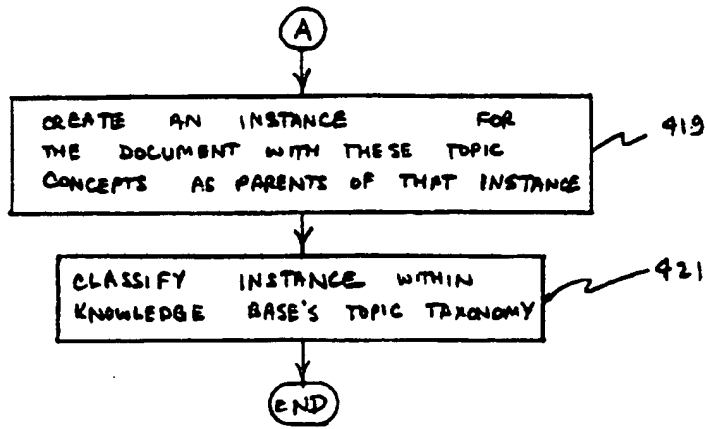 A
CREATE AN INSTANCE FOR
THE DOCUMENT WITH THESE TOPIC
CONCEPTS AS PARENTS OF THAT INSTANCE
419
CLASSIFY INSTANCE WITHIN
KNOWLEDGE BASE'S TOPIC TAXONOMY
421
END